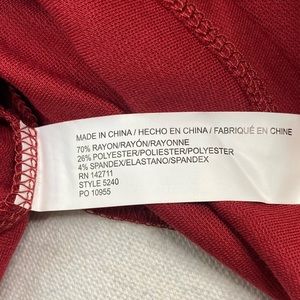 MADE IN CHINA / HECHO EN CHINA / FABRIQUÉ EN CHINE
70% RAYON/RAYÓN/RAYONNE
26% POLYESTER/POLIESTER/POLYESTER
4% SPANDEX/ELASTANO/SPANDEX
RN 142711
STYLE 5240
PO 10955